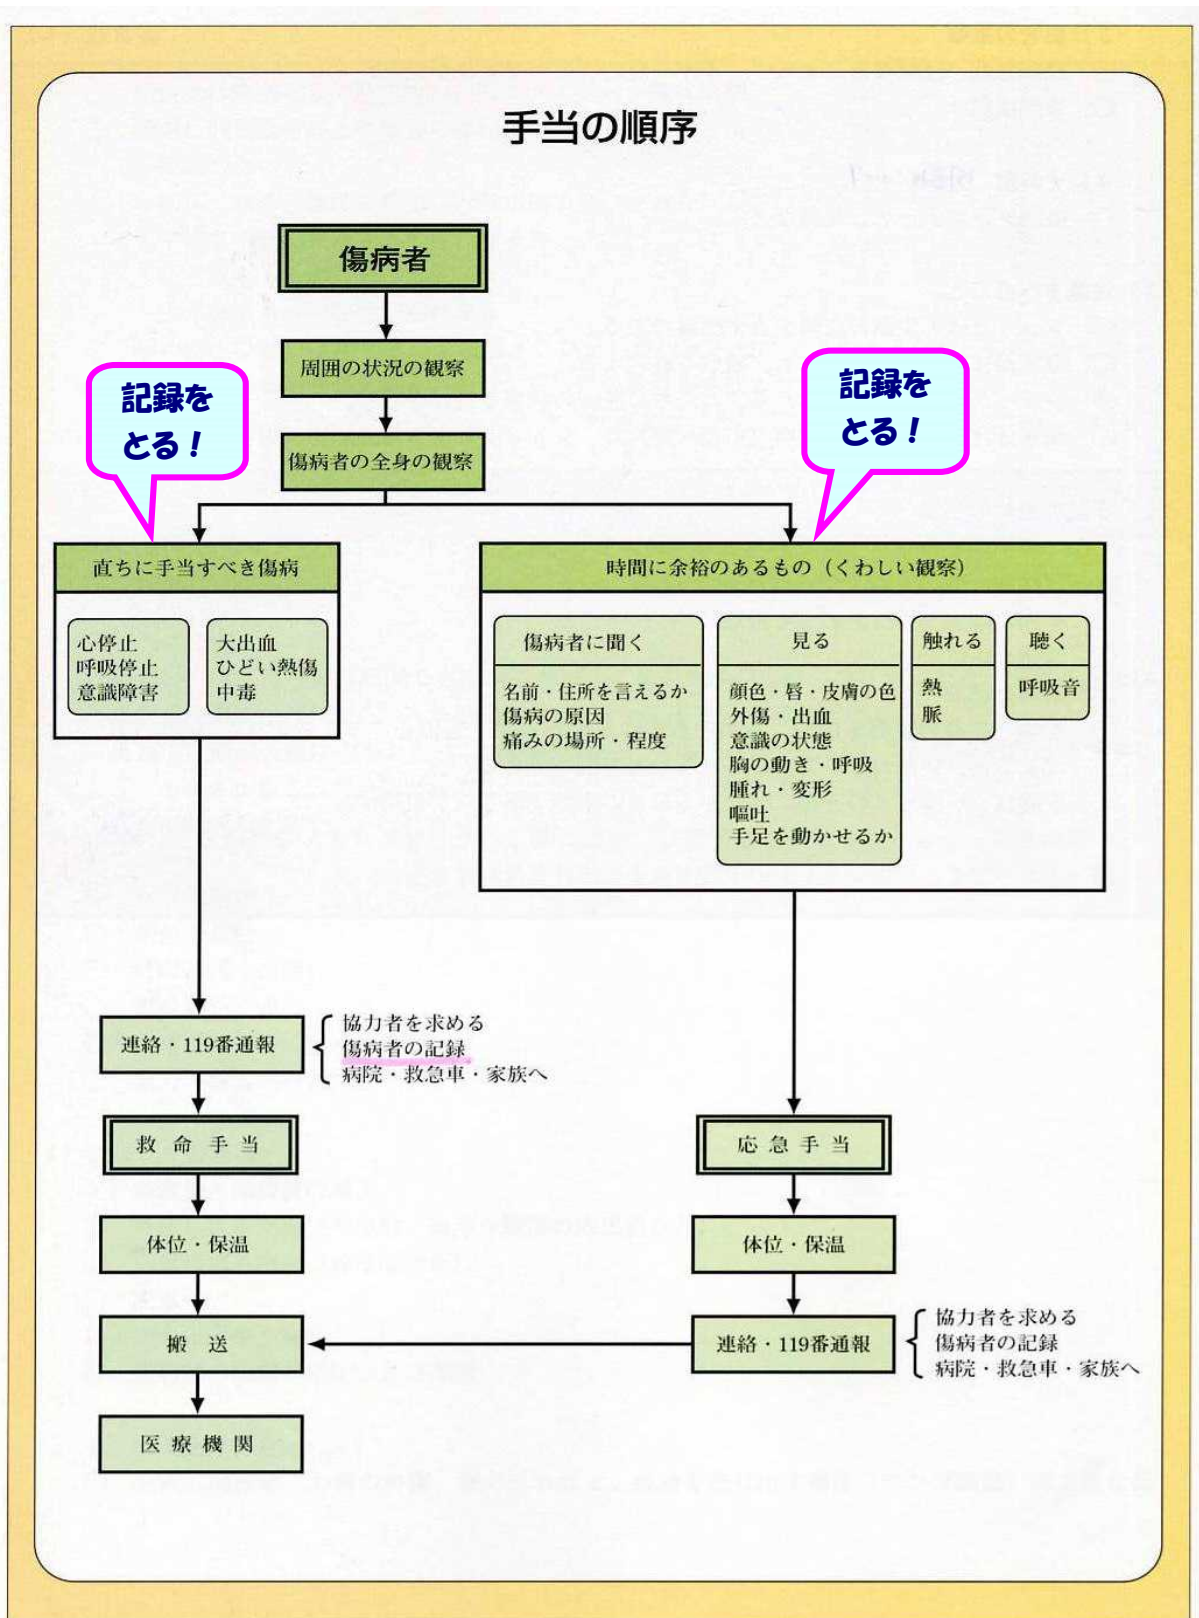 手当の順序
傷病者
周囲の状況の観察
傷病者の全身の観察
記録を
とる!
記録を
とる!
直ちに手当すべき傷病
心停止
呼吸停止
意識障害
大出血
ひどい熱傷
中毒
時間に余裕のあるもの(くわしい観察)
傷病者に聞く
名前・住所を言えるか
傷病の原因
痛みの場所・程度
見る
顔色・唇・皮膚の色
外傷・出血
意識の状態
胸の動き・呼吸
腫れ・変形
嘔吐
手足を動かせるか
触れる
熱
脈
聴く
呼吸音
連絡・119番通報
協力者を求める
傷病者の記録
病院・救急車・家族へ
救命手当
体位・保温
搬送
医療機関
応急手当
体位・保温
連絡・119番通報
協力者を求める
傷病者の記録
病院・救急車・家族へ